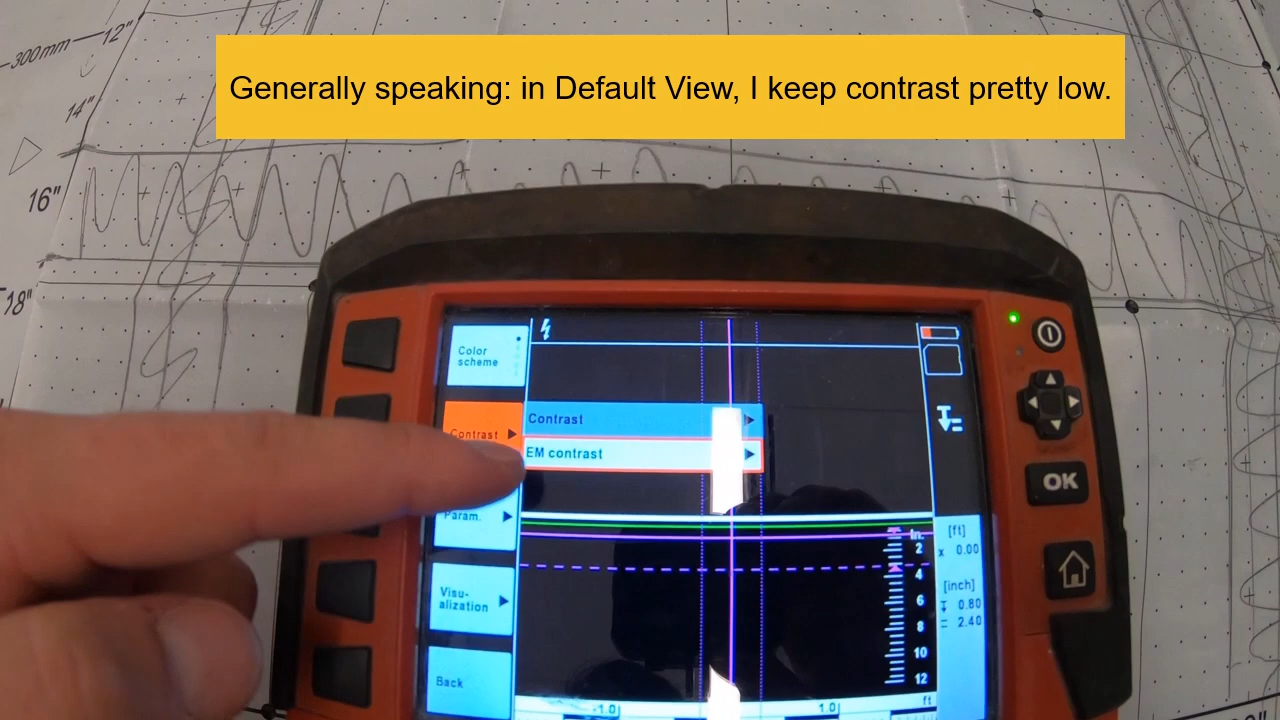 Generally speaking: in Default View, I keep contrast pretty low.
300mm
12"
14"
16"
18"
Color
scheme
Contrast
Contrast
EM contrast
Param.
Visu-
alization
Back
OK
[ft]
x 0.00
[inch]
0.80
2.40
in.
2
4
6
8
10
12
ft
-1.0
1.0